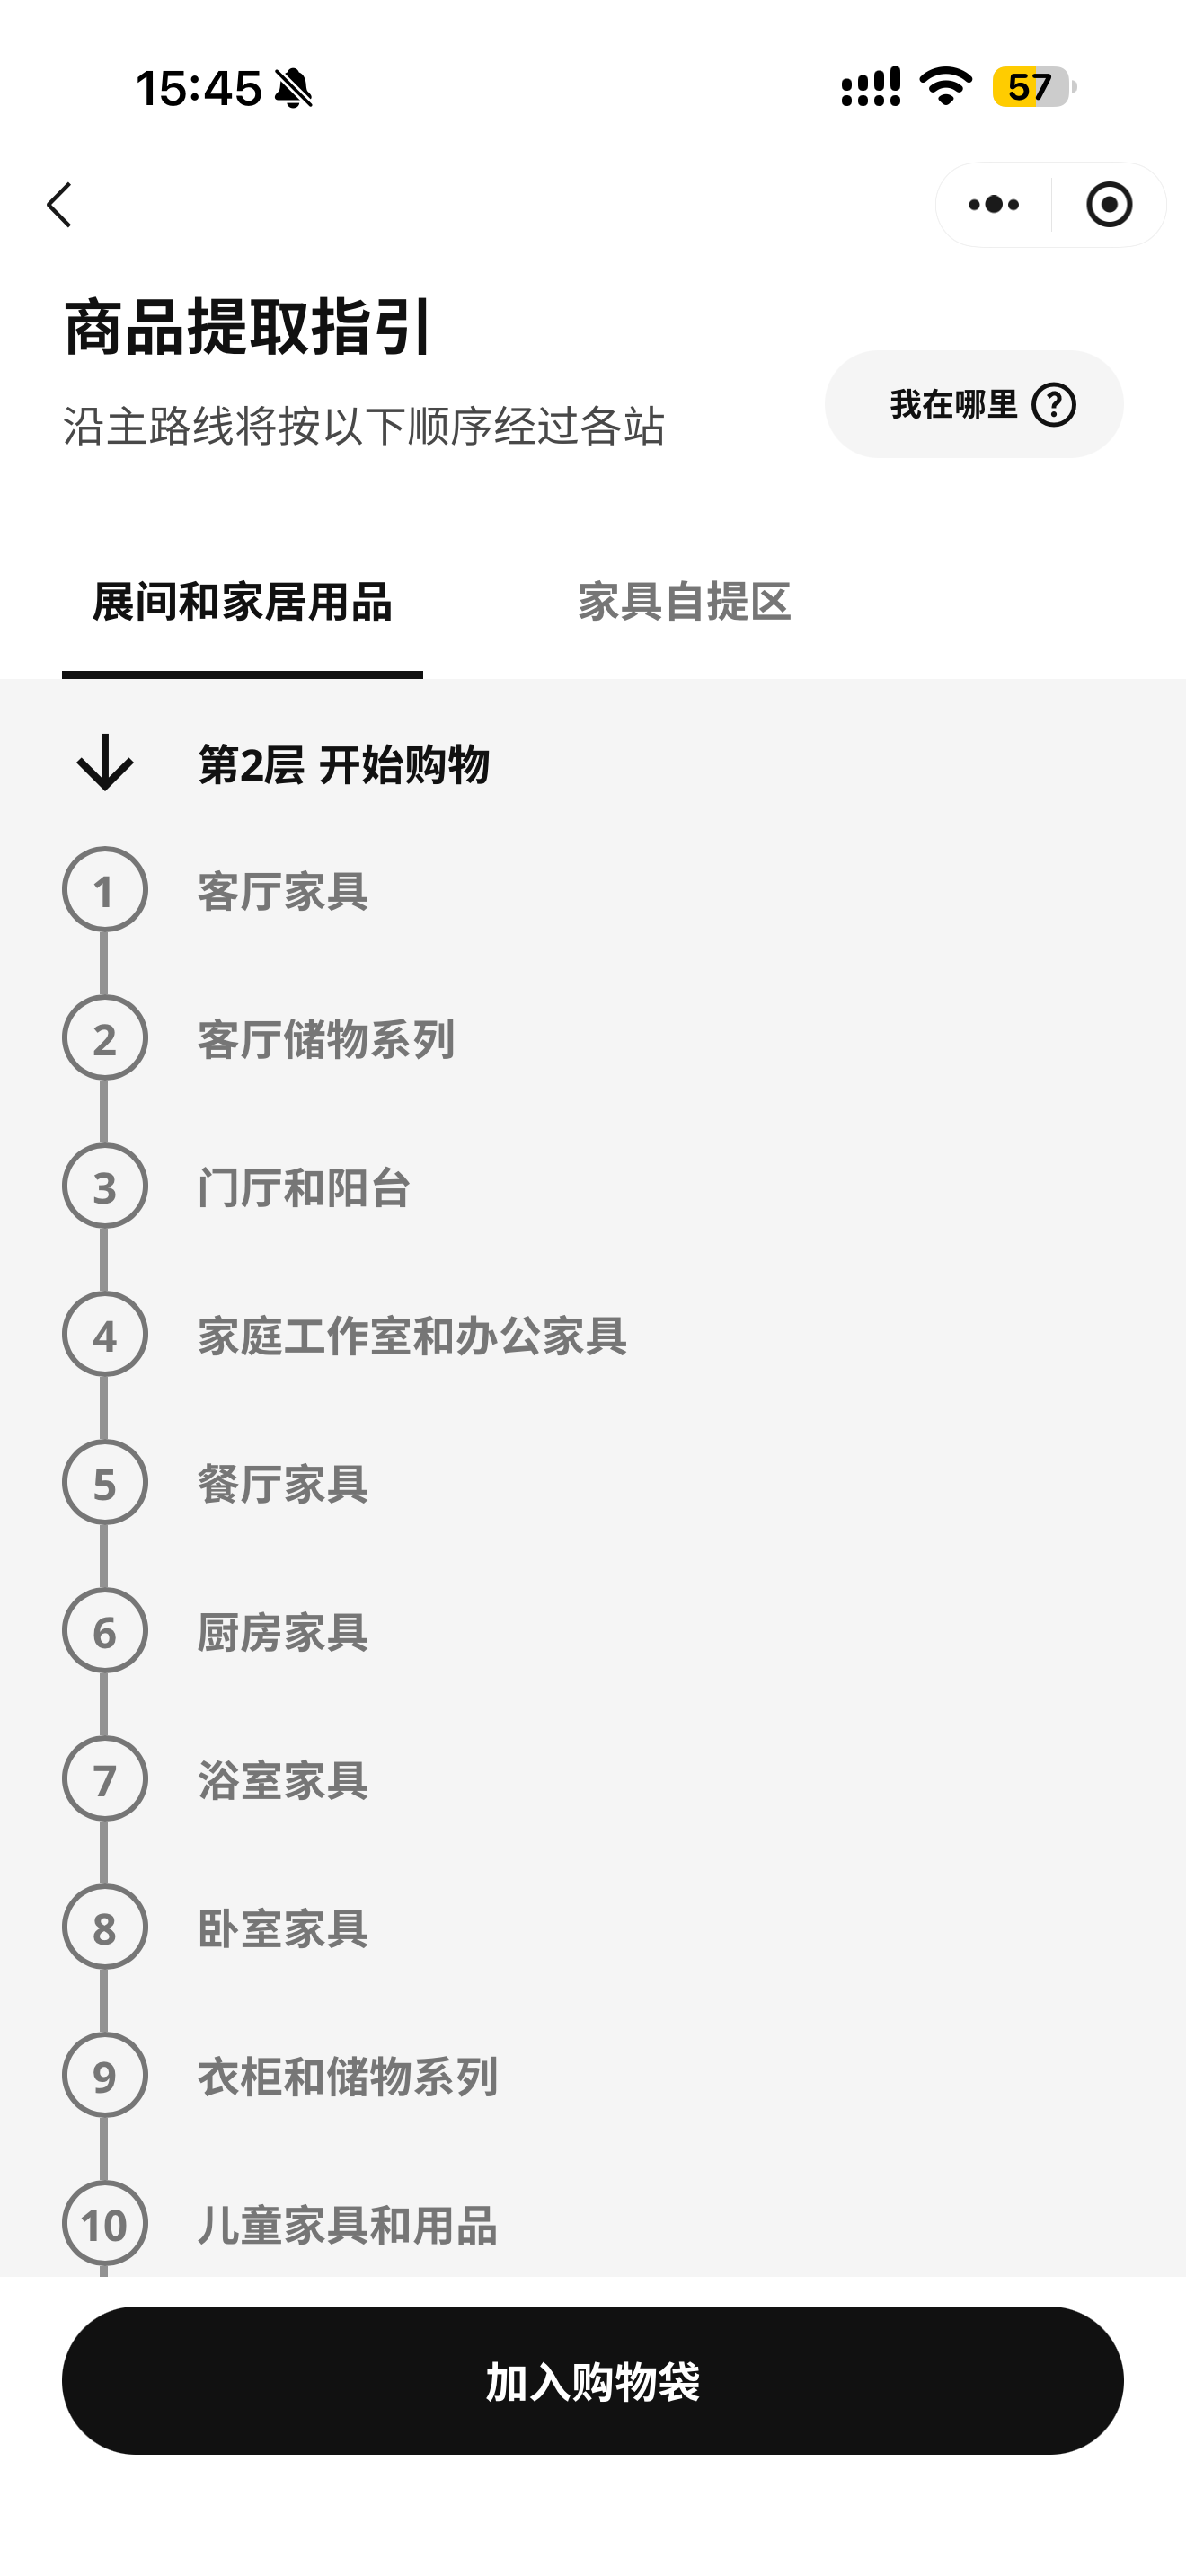 15:45
57
商品提取指引
沿主路线将按以下顺序经过各站
我在哪里 ?
展间和家居用品
家具自提区
第2层 开始购物
1 客厅家具
2 客厅储物系列
3 门厅和阳台
4 家庭工作室和办公家具
5 餐厅家具
6 厨房家具
7 浴室家具
8 卧室家具
9 衣柜和储物系列
10 儿童家具和用品
加入购物袋